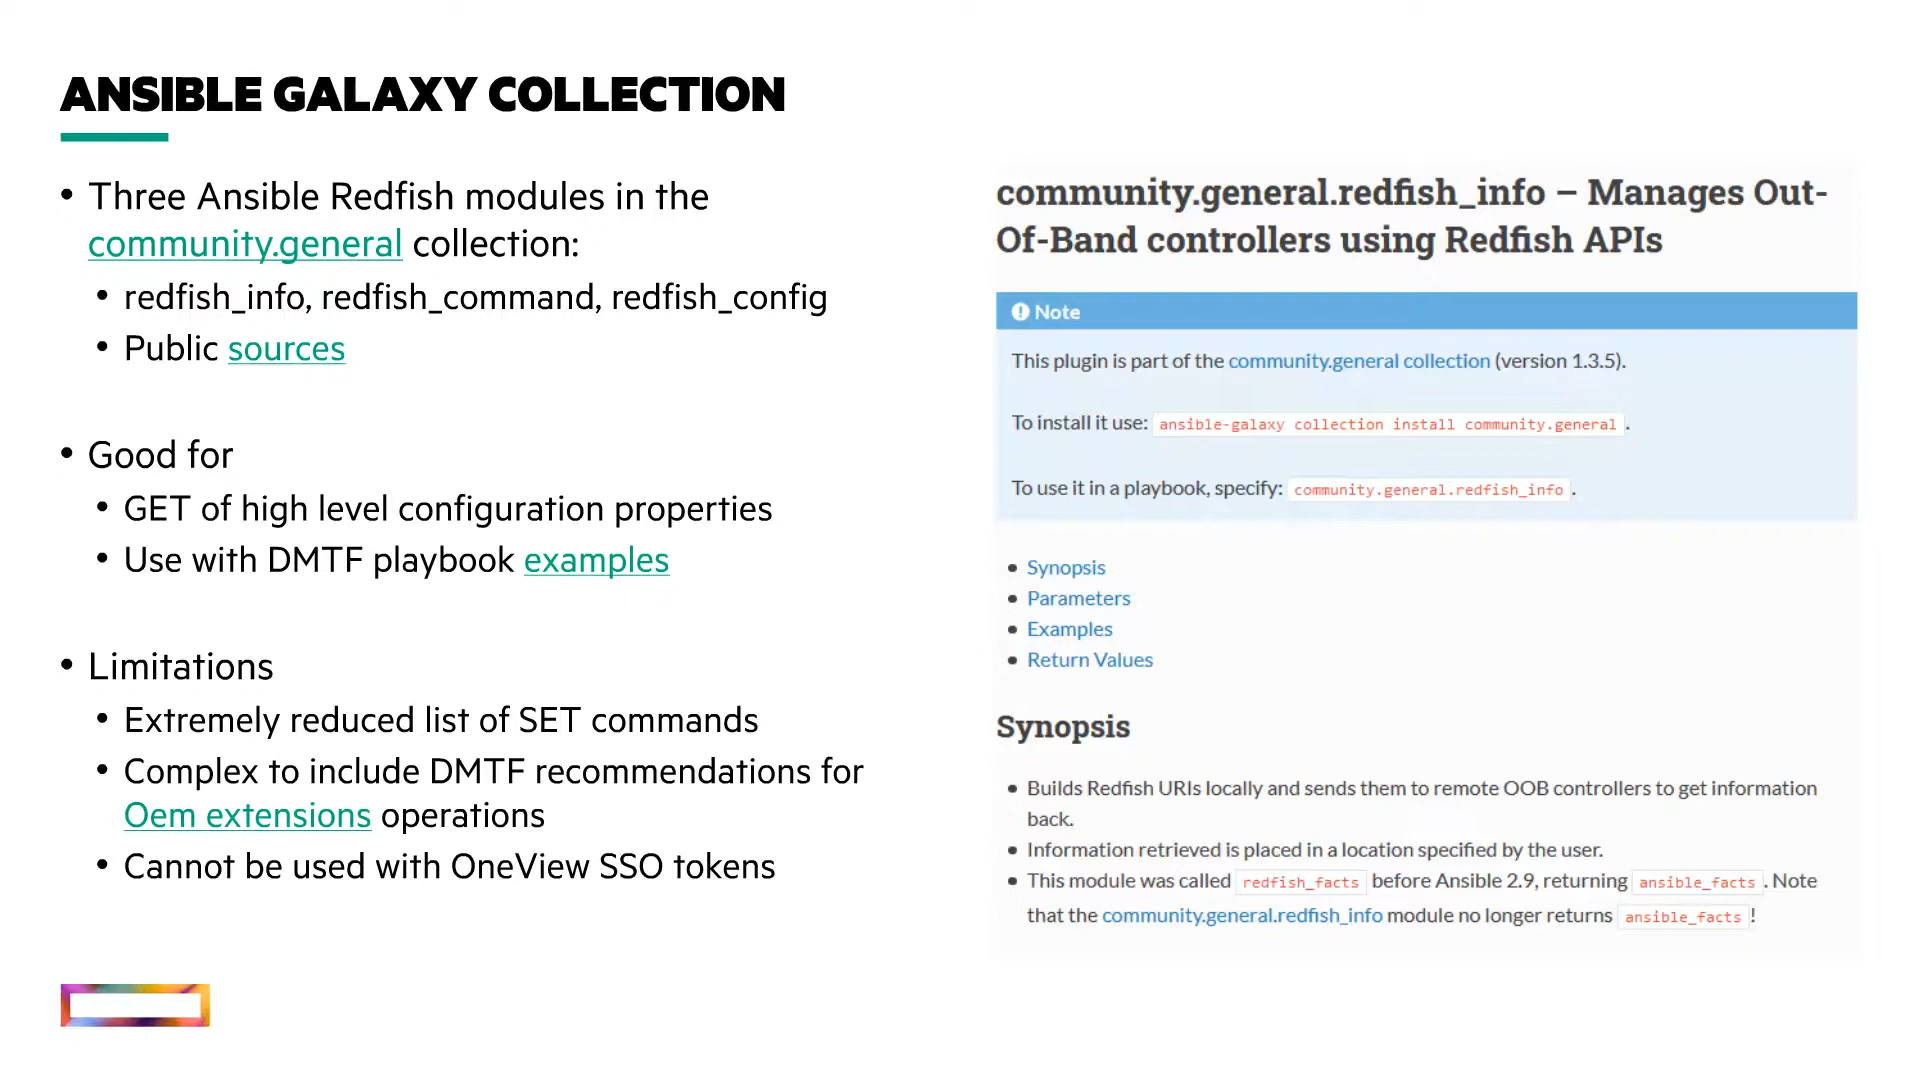 ANSIBLE GALAXY COLLECTION
• Three Ansible Redfish modules in the
community.general collection:
• redfish_info, redfish_command, redfish_config
• Public sources
• Good for
• GET of high level configuration properties
• Use with DMTF playbook examples
• Limitations
• Extremely reduced list of SET commands
• Complex to include DMTF recommendations for
Oem extensions operations
• Cannot be used with OneView SSO tokens
community.general.redfish_info – Manages Out-
Of-Band controllers using Redfish APIs
Note
This plugin is part of the community.general collection (version 1.3.5).
To install it use: ansible-galaxy collection install community.general.
To use it in a playbook, specify: community.general.redfish_info.
• Synopsis
• Parameters
• Examples
• Return Values
Synopsis
• Builds Redfish URIs locally and sends them to remote OOB controllers to get information
back.
• Information retrieved is placed in a location specified by the user.
• This module was called redfish_facts before Ansible 2.9, returning ansible_facts. Note
that the community.general.redfish_info module no longer returns ansible_facts!